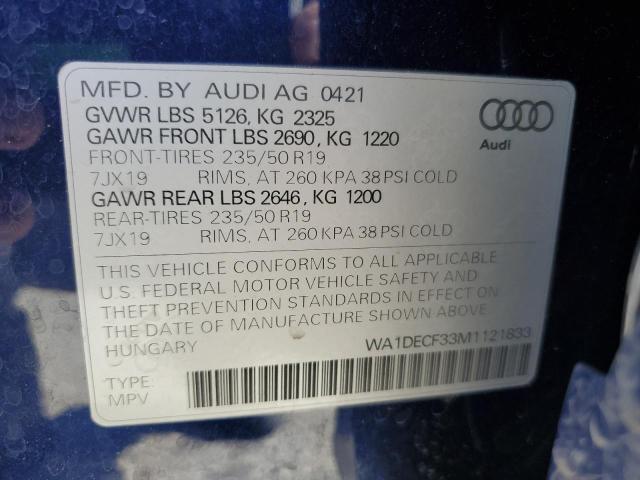 MFD. BY AUDI AG 0421
GVWR LBS 5126, KG 2325
GAWR FRONT LBS 2690, KG 1220
FRONT-TIRES 235/50 R19
7JX19 RIMS, AT 260 KPA 38 PSI COLD
GAWR REAR LBS 2646, KG 1200
REAR-TIRES 235/50 R19
7JX19 RIMS, AT 260 KPA 38 PSI COLD
Audi
THIS VEHICLE CONFORMS TO ALL APPLICABLE
U.S. FEDERAL MOTOR VEHICLE SAFETY AND
THEFT PREVENTION STANDARDS IN EFFECT ON
THE DATE OF MANUFACTURE SHOWN ABOVE.
HUNGARY WA1DECF33M1121833
TYPE:
MPV